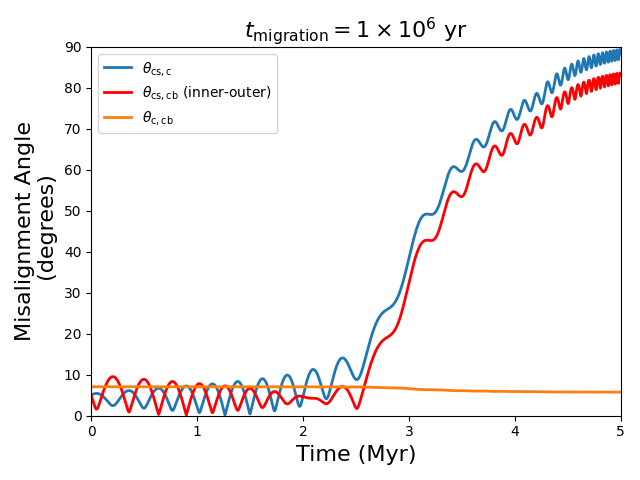 t_migration = 1 × 10^6 yr
θ_cs,c
θ_cs,cb (inner-outer)
θ_c,cb
Misalignment Angle
(degrees)
90
80
70
60
50
40
30
20
10
0
0 1 2 3 4 5
Time (Myr)